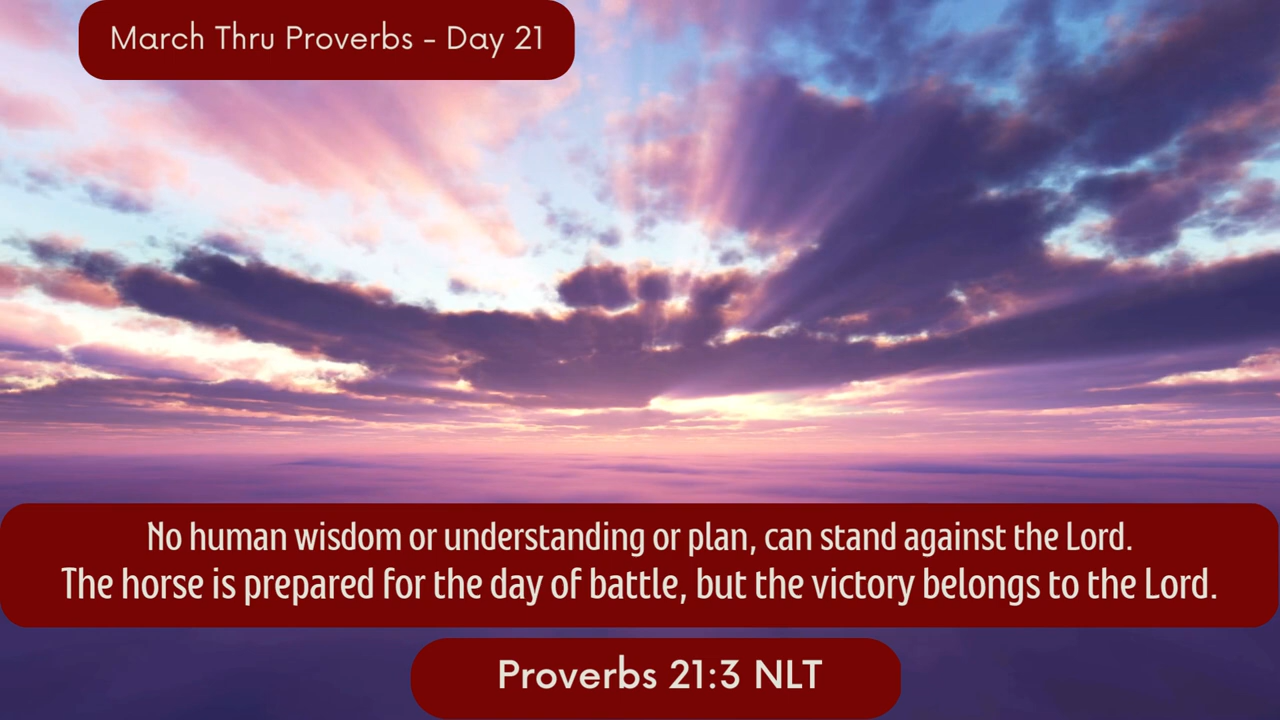 March Thru Proverbs - Day 21
No human wisdom or understanding or plan, can stand against the Lord.
The horse is prepared for the day of battle, but the victory belongs to the Lord.
Proverbs 21:3 NLT